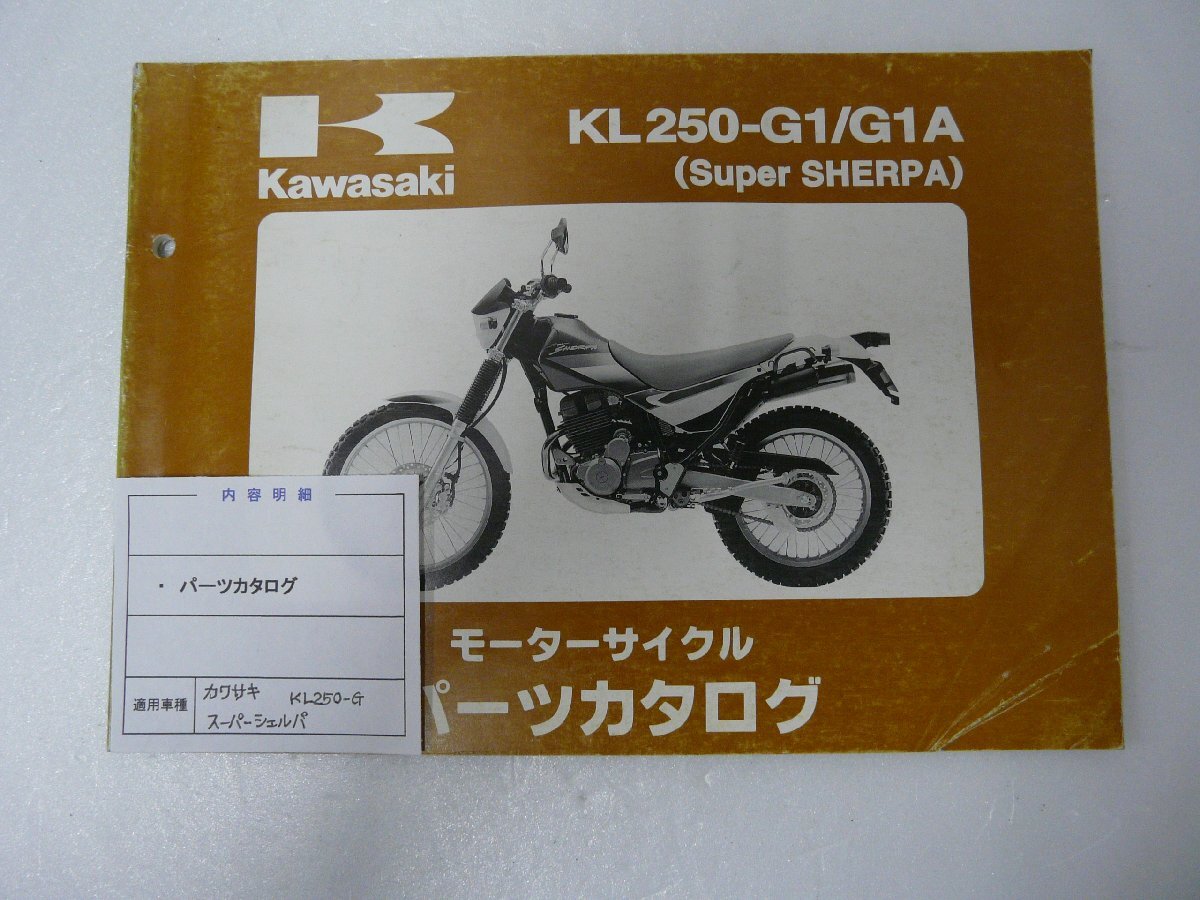 Kawasaki
KL250-G1/G1A
(Super SHERPA)
SHERPA
モーターサイクル
パーツカタログ
内容明細
・ パーツカタログ
適用車種
カワサキ KL250-G
スーパーシェルパ